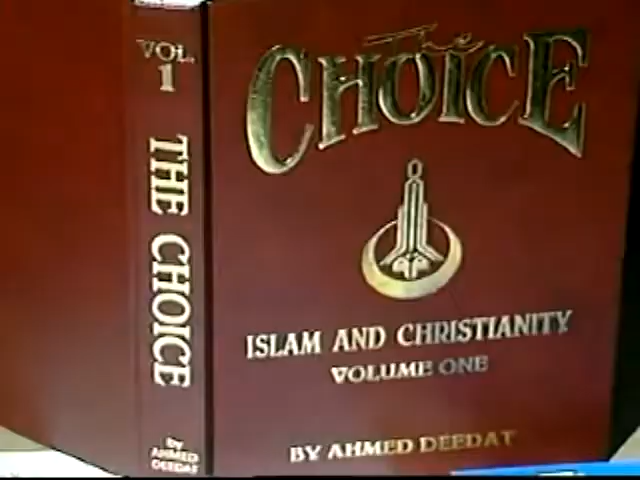 VOL.
1
THE CHOICE
by
AHMED
DEEDAT
The
CHOICE
ISLAM AND CHRISTIANITY
VOLUME ONE
BY AHMED DEEDAT